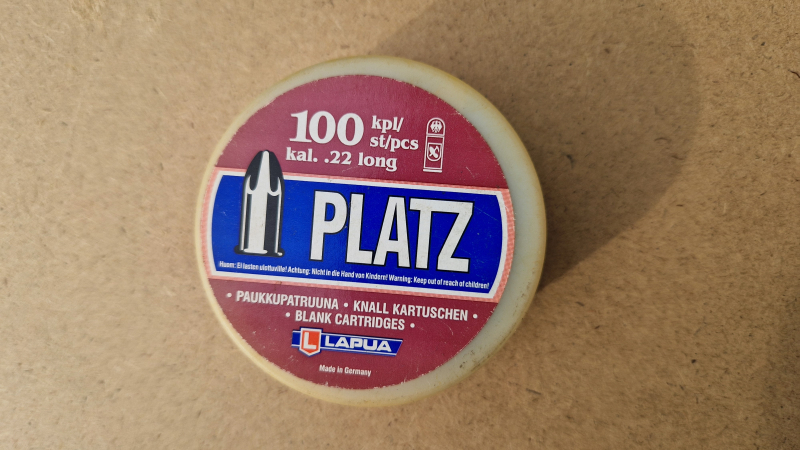 100 kpl/
st/pcs
kal. .22 long
PLATZ
Huom: Ei lasten ulottuville! Achtung: Nicht in die Hand von Kindern! Warning: Keep out of reach of children!
• PAUKKUPATRUUNA • KNALL KARTUSCHEN •
• BLANK CARTRIDGES •
L LAPUA
Made in Germany